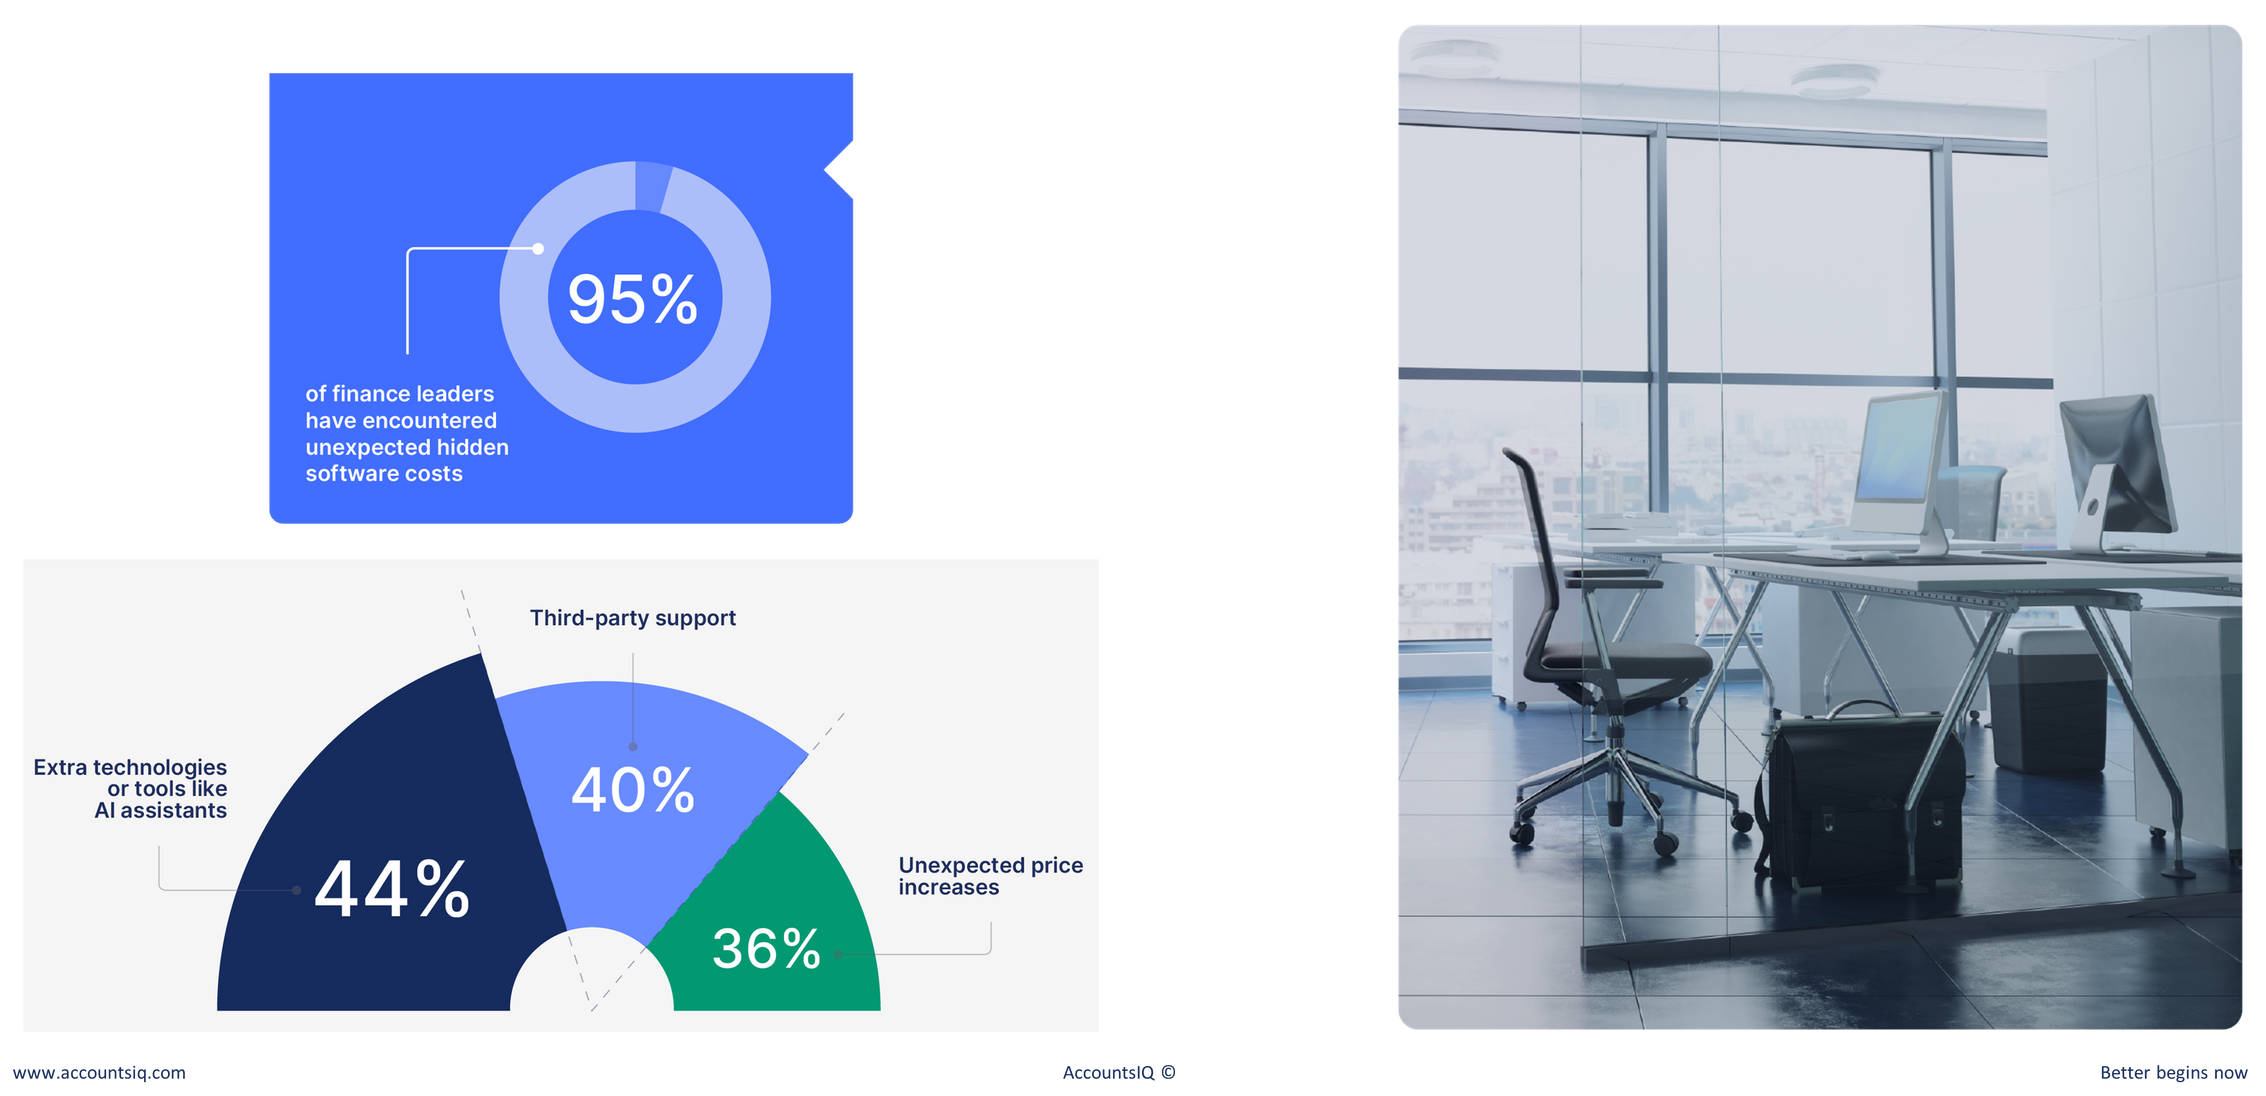 95%
of finance leaders
have encountered
unexpected hidden
software costs
Third-party support
40%
Extra technologies
or tools like
AI assistants
44%
Unexpected price
increases
36%
www.accountsiq.com
AccountsIQ ©
Better begins now